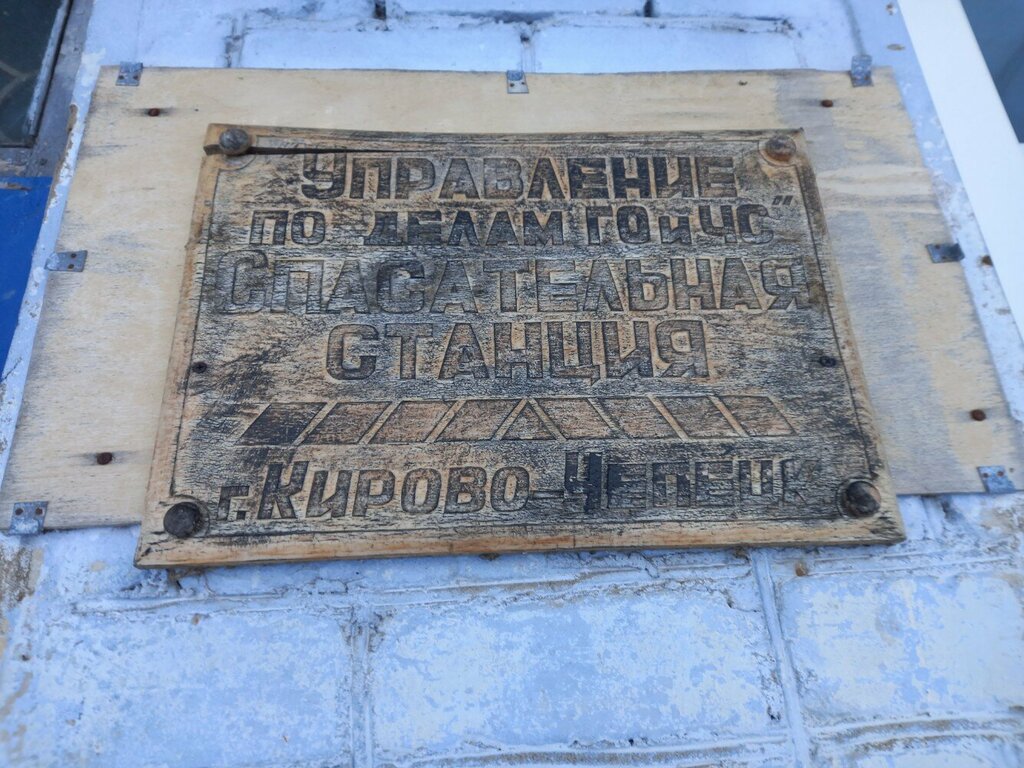 Управление
по делам ГО и ЧС"
Спасательная
станция
г. Кирово-Чепецк